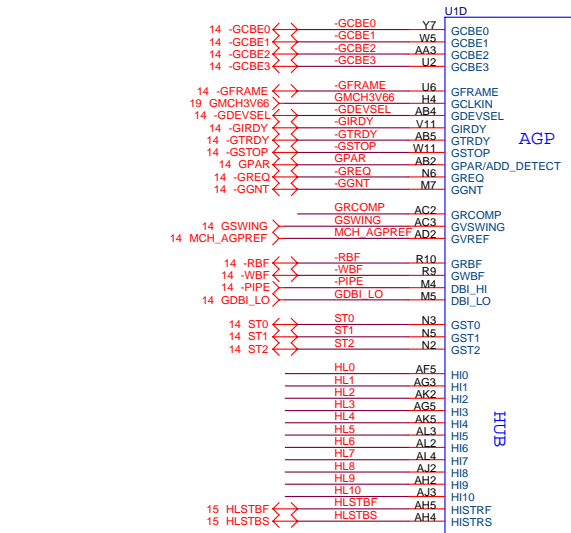 U1D
14 -GCBE0 -GCBE0 Y7 GCBE0
14 -GCBE1 -GCBE1 W5 GCBE1
14 -GCBE2 -GCBE2 AA3 GCBE2
14 -GCBE3 -GCBE3 U2 GCBE3
14 -GFRAME -GFRAME U6 GFRAME
19 GMCH3V66 GMCH3V66 H4 GCLKIN
14 -GDEVSEL -GDEVSEL AB4 GDEVSEL
14 -GIRDY -GIRDY V11 GIRDY
14 -GTRDY -GTRDY AB5 GTRDY
AGP
14 -GSTOP -GSTOP W11 GSTOP
14 GPAR GPAR AB2 GPAR/ADD_DETECT
14 -GREQ -GREQ N6 GREQ
14 -GGNT -GGNT M7 GGNT
GRCOMP AC2 GRCOMP
14 GSWING GSWING AC3 GVSWING
14 MCH_AGPREF MCH_AGPREF AD2 GVREF
14 -RBF -RBF R10 GRBF
14 -WBF -WBF R9 GWBF
14 -PIPE -PIPE M4 DBI_HI
14 GDBI_LO GDBI_LO M5 DBI_LO
14 ST0 ST0 N3 GST0
14 ST1 ST1 N5 GST1
14 ST2 ST2 N2 GST2
HL0 AF5 HI0
HL1 AG3 HI1
HL2 AK2 HI2
HL3 AG5 HI3
HL4 AK5 HI4
HUB
HL5 AL3 HI5
HL6 AL2 HI6
HL7 AL4 HI7
HL8 AJ2 HI8
HL9 AH2 HI9
HL10 AJ3 HI10
15 HLSTBF HLSTBF AH5 HISTRF
15 HLSTBS HLSTBS AH4 HISTRS